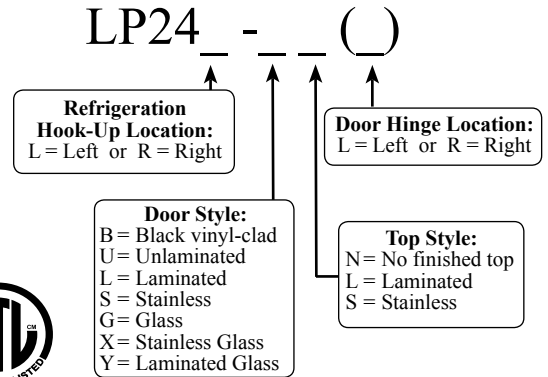 LP24_ -_ _ (_)
Refrigeration
Hook-Up Location:
L = Left or R = Right
Door Hinge Location:
L = Left or R = Right
Door Style:
B = Black vinyl-clad
U = Unlaminated
L = Laminated
S = Stainless
G = Glass
X = Stainless Glass
Y = Laminated Glass
Top Style:
N = No finished top
L = Laminated
S = Stainless
CM